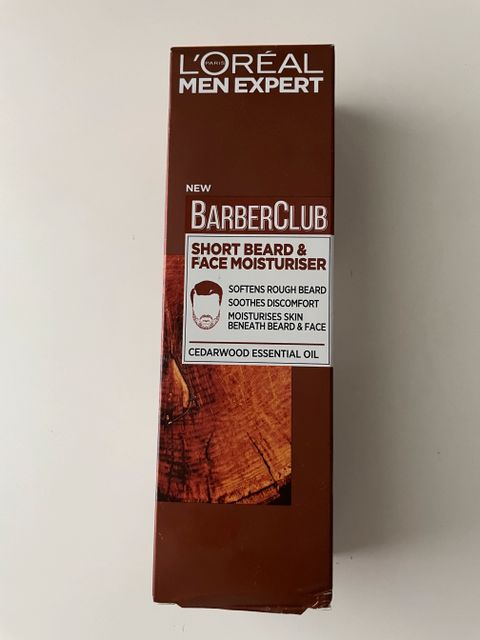 L'ORÉAL
PARIS
MEN EXPERT
NEW
BARBERCLUB
SHORT BEARD &
FACE MOISTURISER
SOFTENS ROUGH BEARD
SOOTHES DISCOMFORT
MOISTURISES SKIN
BENEATH BEARD & FACE
CEDARWOOD ESSENTIAL OIL